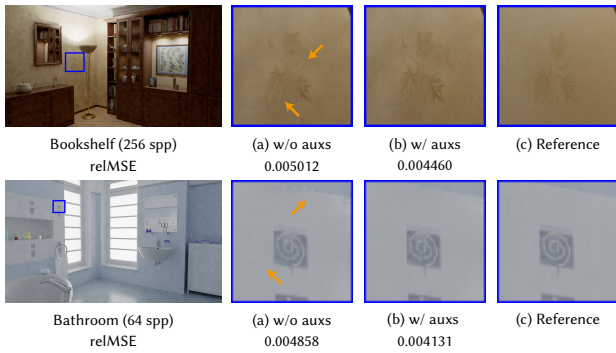 Bookshelf (256 spp) (a) w/o auxs (b) w/ auxs (c) Reference
relMSE 0.005012 0.004460
Bathroom (64 spp) (a) w/o auxs (b) w/ auxs (c) Reference
relMSE 0.004858 0.004131